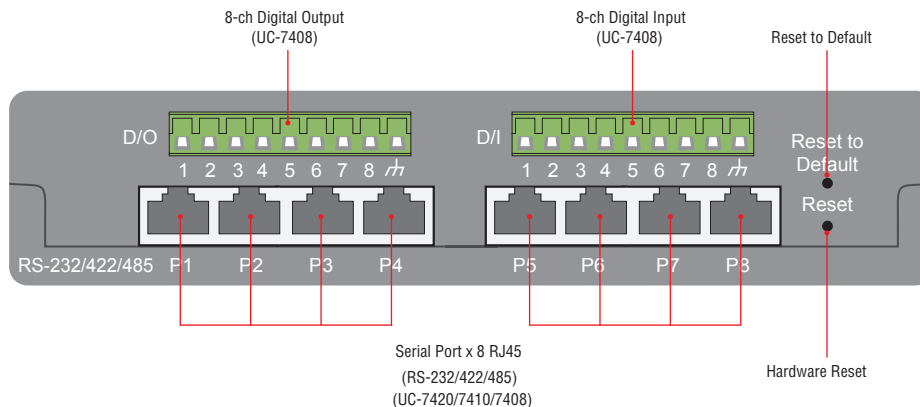 8-ch Digital Output
(UC-7408)
8-ch Digital Input
(UC-7408)
Reset to Default
D/O
1 2 3 4 5 6 7 8
D/I
1 2 3 4 5 6 7 8
Reset to
Default
Reset
RS-232/422/485 P1 P2 P3 P4 P5 P6 P7 P8
Serial Port x 8 RJ45
(RS-232/422/485)
(UC-7420/7410/7408)
Hardware Reset